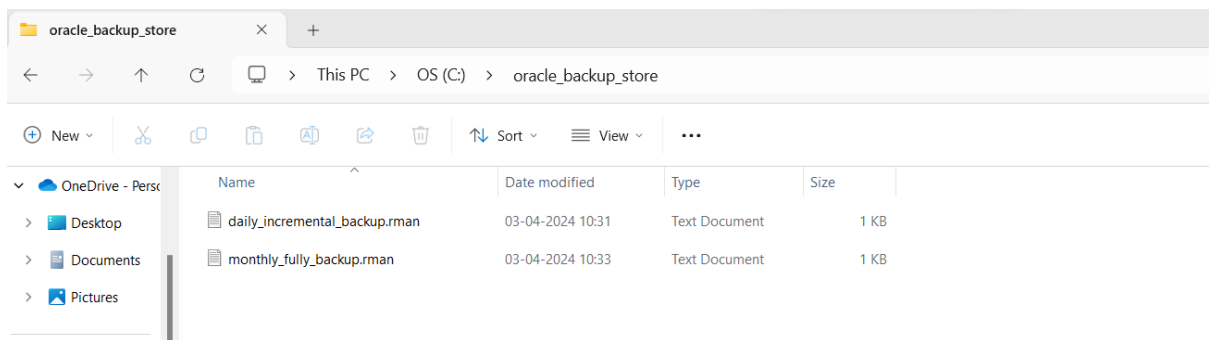 oracle_backup_store
This PC > OS (C:) > oracle_backup_store
New Sort View
OneDrive - Perso
Desktop
Documents
Pictures
Name Date modified Type Size
daily_incremental_backup.rman 03-04-2024 10:31 Text Document 1 KB
monthly_fully_backup.rman 03-04-2024 10:33 Text Document 1 KB